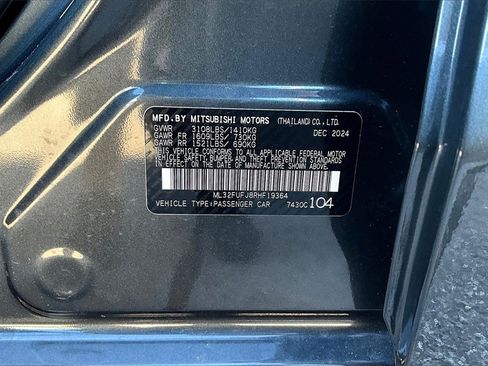 MFD.BY MITSUBISHI MOTORS (THAILAND) CO., LTD.
GVWR 3108LBS/1410KG DEC 2024
GAWR FR 1609LBS/ 730KG
GAWR RR 1521LBS/ 690KG
THIS VEHICLE CONFORMS TO ALL APPLICABLE FEDERAL MOTOR
VEHICLE SAFETY, BUMPER, AND THEFT PREVENTION STANDARDS
IN EFFECT ON THE DATE OF MANUFACTURE SHOWN ABOVE.
ML32FUFJ8RHF19364
VEHICLE TYPE:PASSENGER CAR 7430C 104